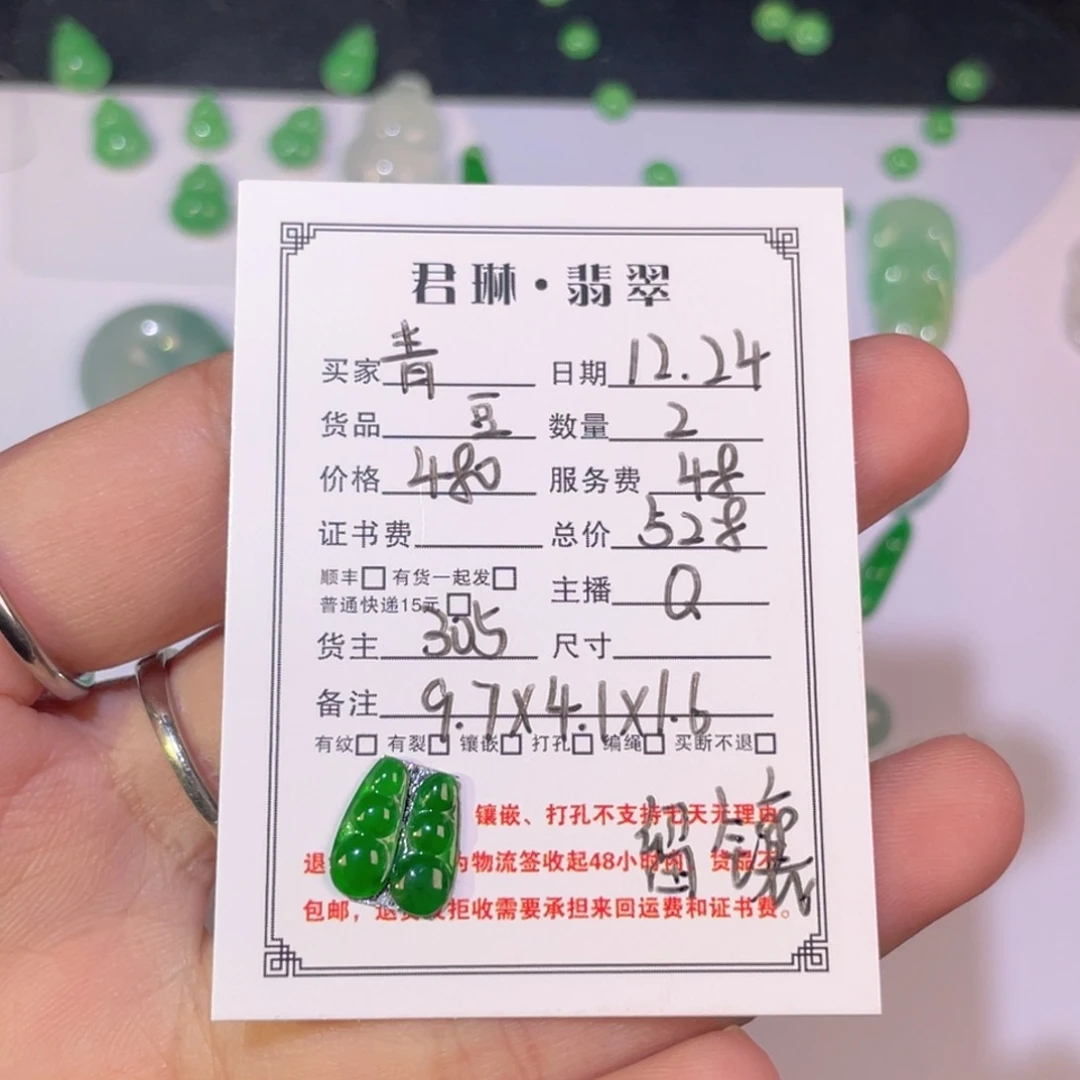 君琳·翡翠
买家 青 日期 12.24
货品 豆 数量 2
价格 480 服务费 48
证书费 总价 528
顺丰□ 有货一起发□
普通快递15元□ 主播 Q
货主 305 尺寸
备注 9.7X4.1X1.6
有纹□ 有裂□ 镶嵌□ 打孔□ 编绳□ 买断不退□
镶嵌、打孔不支持七天无理由
退 物流签收起48小时 货品不
包邮，退 拒收需要承担来回运费和证书费。
留镶